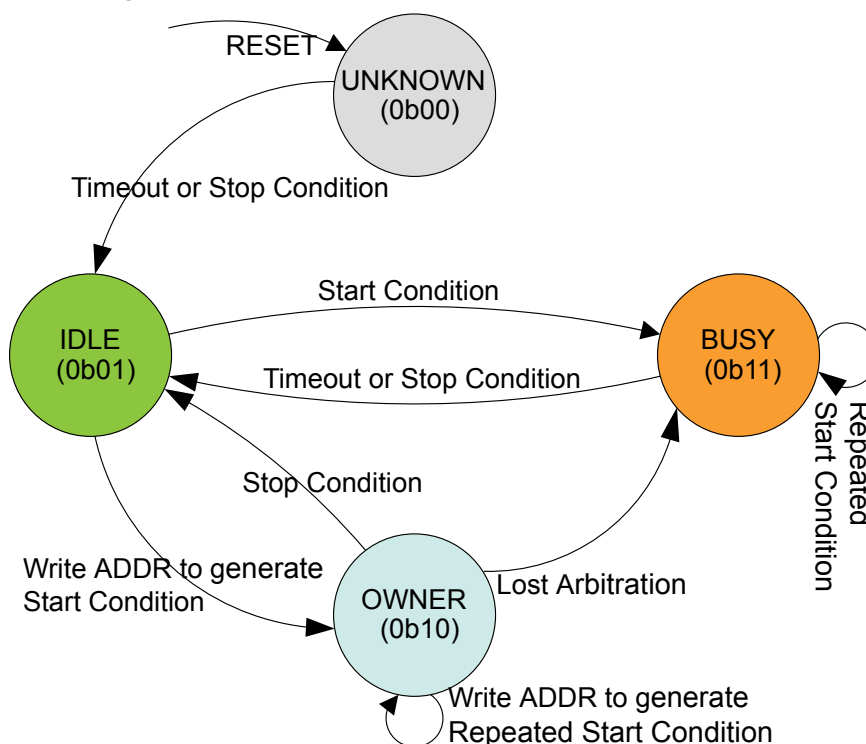 RESET
UNKNOWN
(0b00)
Timeout or Stop Condition
Start Condition
IDLE
(0b01)
BUSY
(0b11)
Timeout or Stop Condition
Repeated
Start Condition
Stop Condition
Write ADDR to generate
Start Condition
Lost Arbitration
OWNER
(0b10)
Write ADDR to generate
Repeated Start Condition